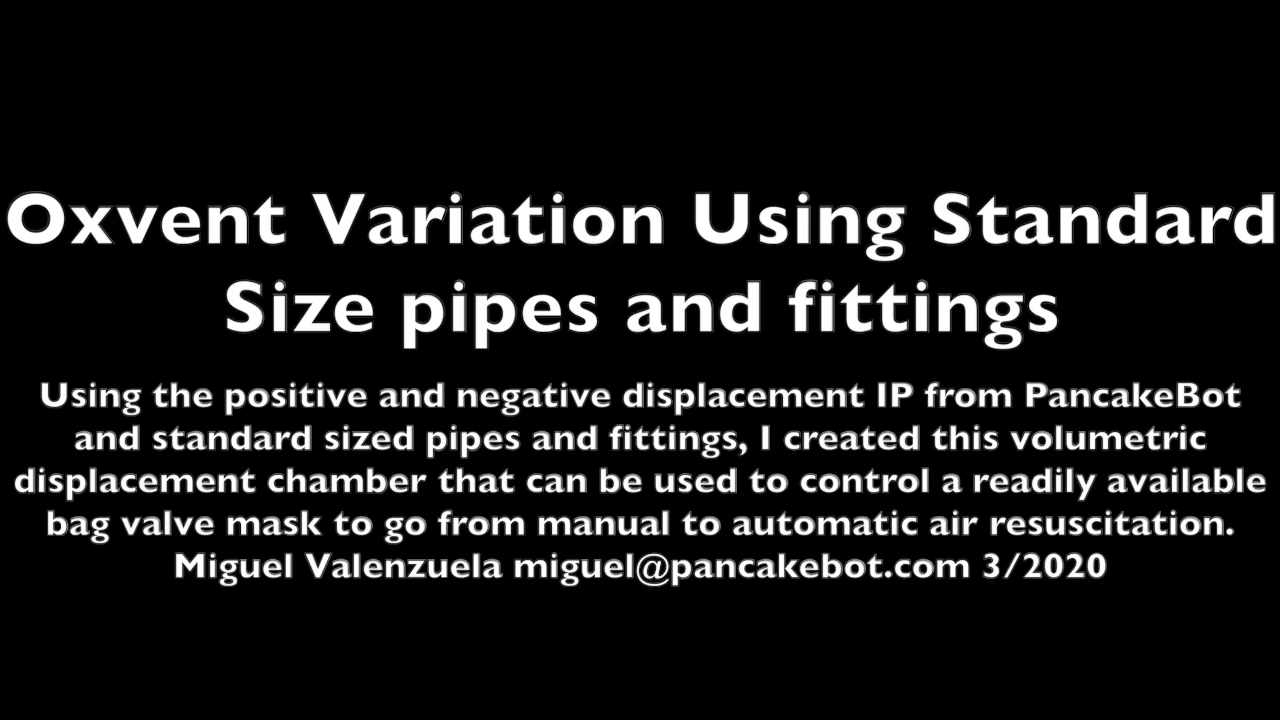 Oxvent Variation Using Standard
Size pipes and fittings
Using the positive and negative displacement IP from PancakeBot
and standard sized pipes and fittings, I created this volumetric
displacement chamber that can be used to control a readily available
bag valve mask to go from manual to automatic air resuscitation.
Miguel Valenzuela miguel@pancakebot.com 3/2020